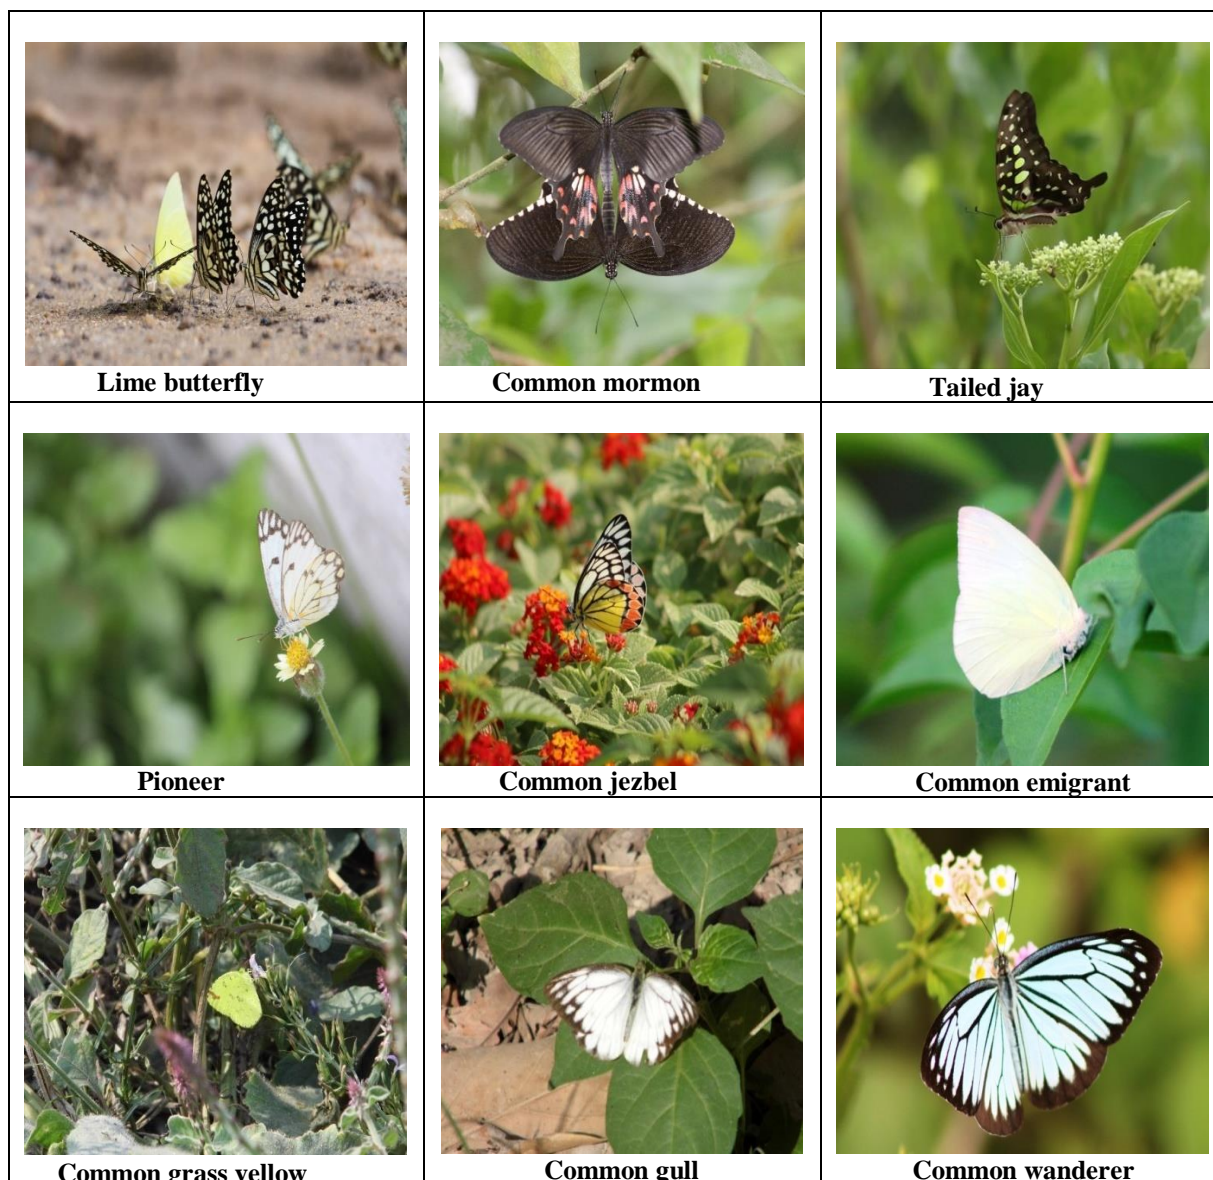 Lime butterfly
Common mormon
Tailed jay
Pioneer
Common jezbel
Common emigrant
Common grass yellow
Common gull
Common wanderer